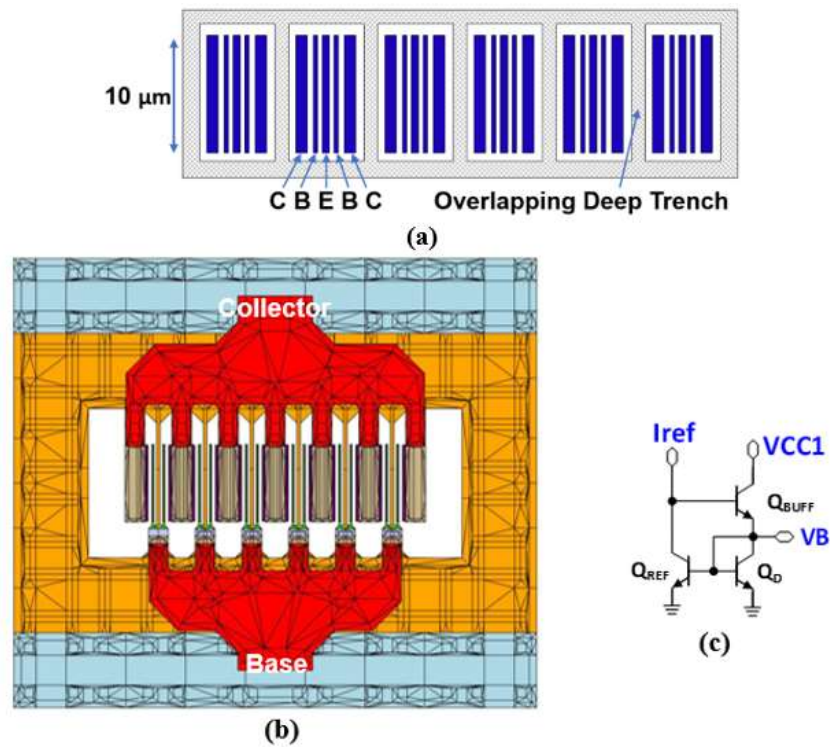 10 µm
C B E B C
Overlapping Deep Trench
(a)
Collector
Base
(b)
Iref
VCC1
QBUFF
VB
QREF
QD
(c)